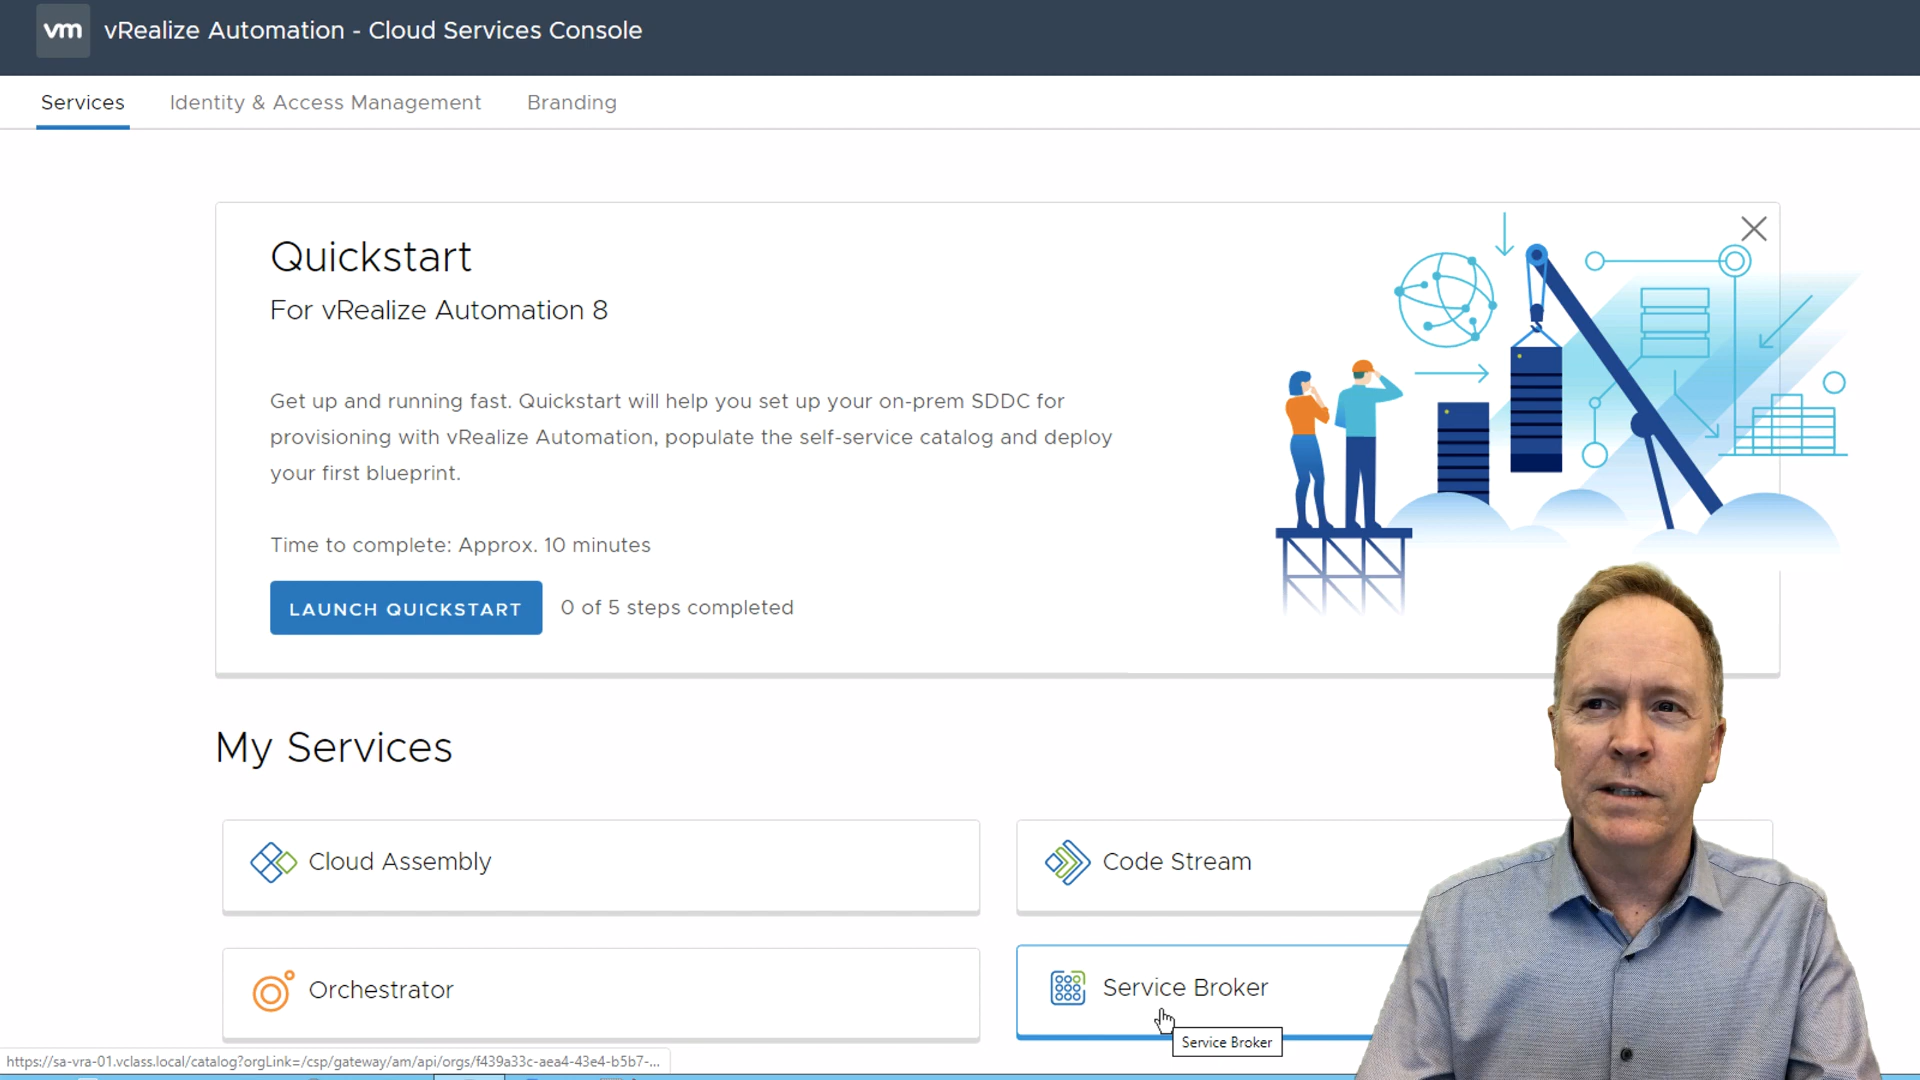 vm vRealize Automation - Cloud Services Console
Services Identity & Access Management Branding
Quickstart
For vRealize Automation 8
Get up and running fast. Quickstart will help you set up your on-prem SDDC for
provisioning with vRealize Automation, populate the self-service catalog and deploy
your first blueprint.
Time to complete: Approx. 10 minutes
LAUNCH QUICKSTART 0 of 5 steps completed
My Services
Cloud Assembly
Code Stream
Orchestrator
Service Broker
Service Broker
https://sa-vra-01.vclass.local/catalog?orgLink=/csp/gateway/am/api/orgs/f439a33c-aea4-43e4-b5b7-...